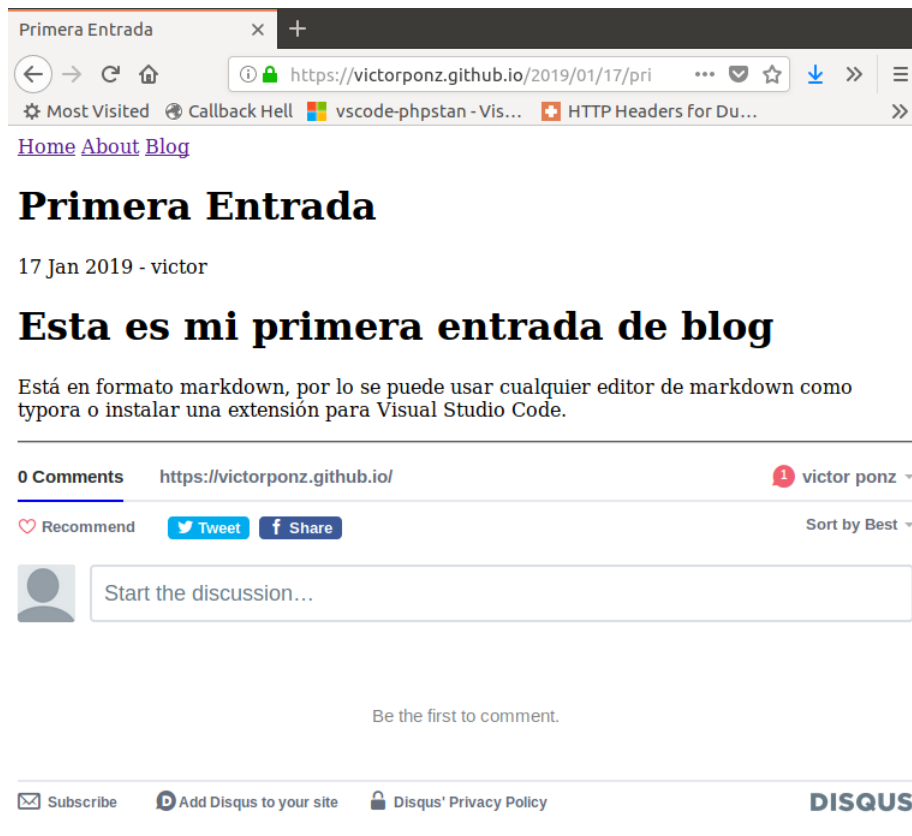 Primera Entrada
https://victorponz.github.io/2019/01/17/pri
Most Visited Callback Hell vscode-phpstan - Vis... HTTP Headers for Du...
Home About Blog
Primera Entrada
17 Jan 2019 - victor
Esta es mi primera entrada de blog
Está en formato markdown, por lo se puede usar cualquier editor de markdown como
typora o instalar una extensión para Visual Studio Code.
0 Comments https://victorponz.github.io/ 1 victor ponz
Recommend Tweet f Share Sort by Best
Start the discussion...
Be the first to comment.
Subscribe D Add Disqus to your site Disqus' Privacy Policy DISQUS